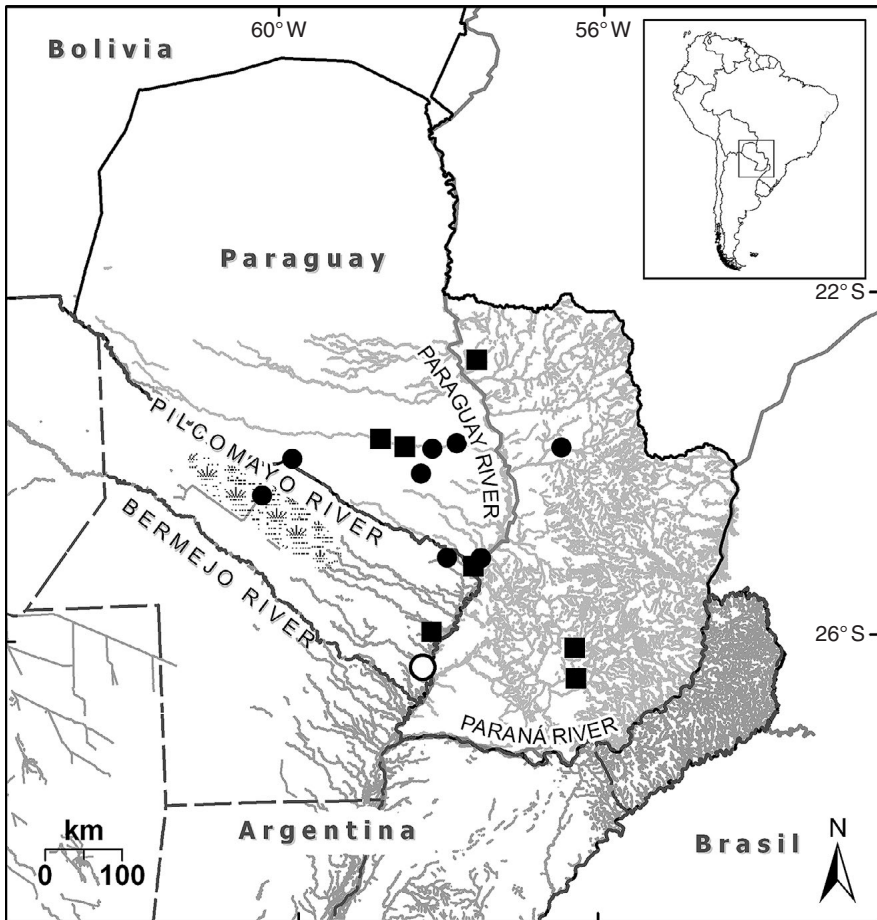 60°W
56°W
Bolivia
Paraguay
22°S
PARAGUAY RIVER
PILCOMAYO RIVER
BERMEJO RIVER
26°S
PARANÁ RIVER
km
0 100
Argentina
Brasil
N